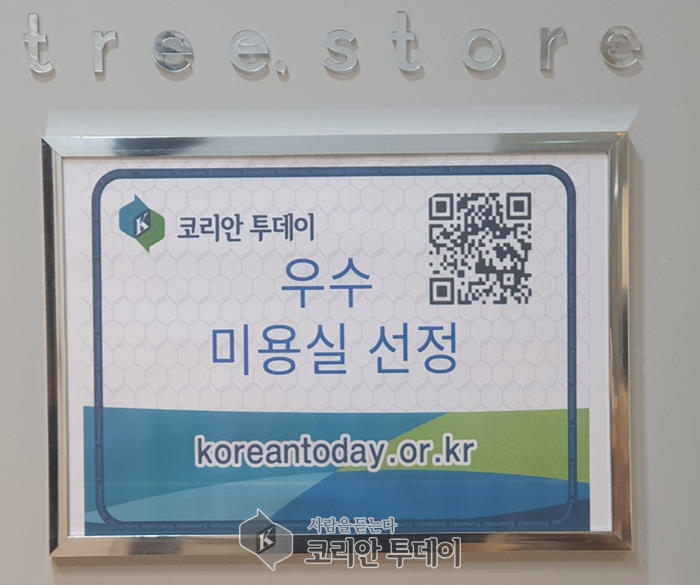 tree.store
코리안 투데이
우수
미용실 선정
koreantoday.or.kr
사람을 듣는다
코리안 투데이